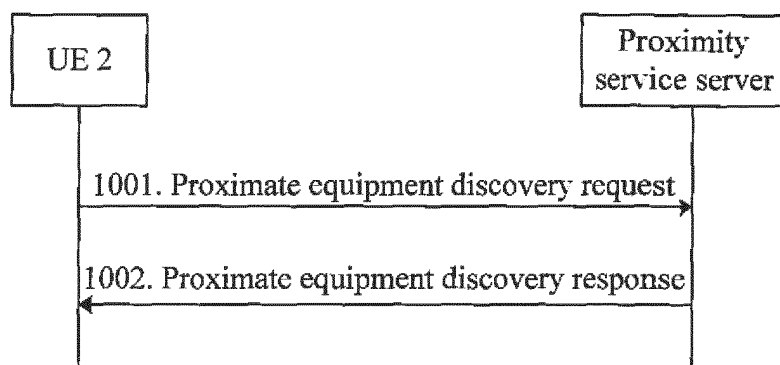 UE 2
Proximity
service server
1001. Proximate equipment discovery request
1002. Proximate equipment discovery response